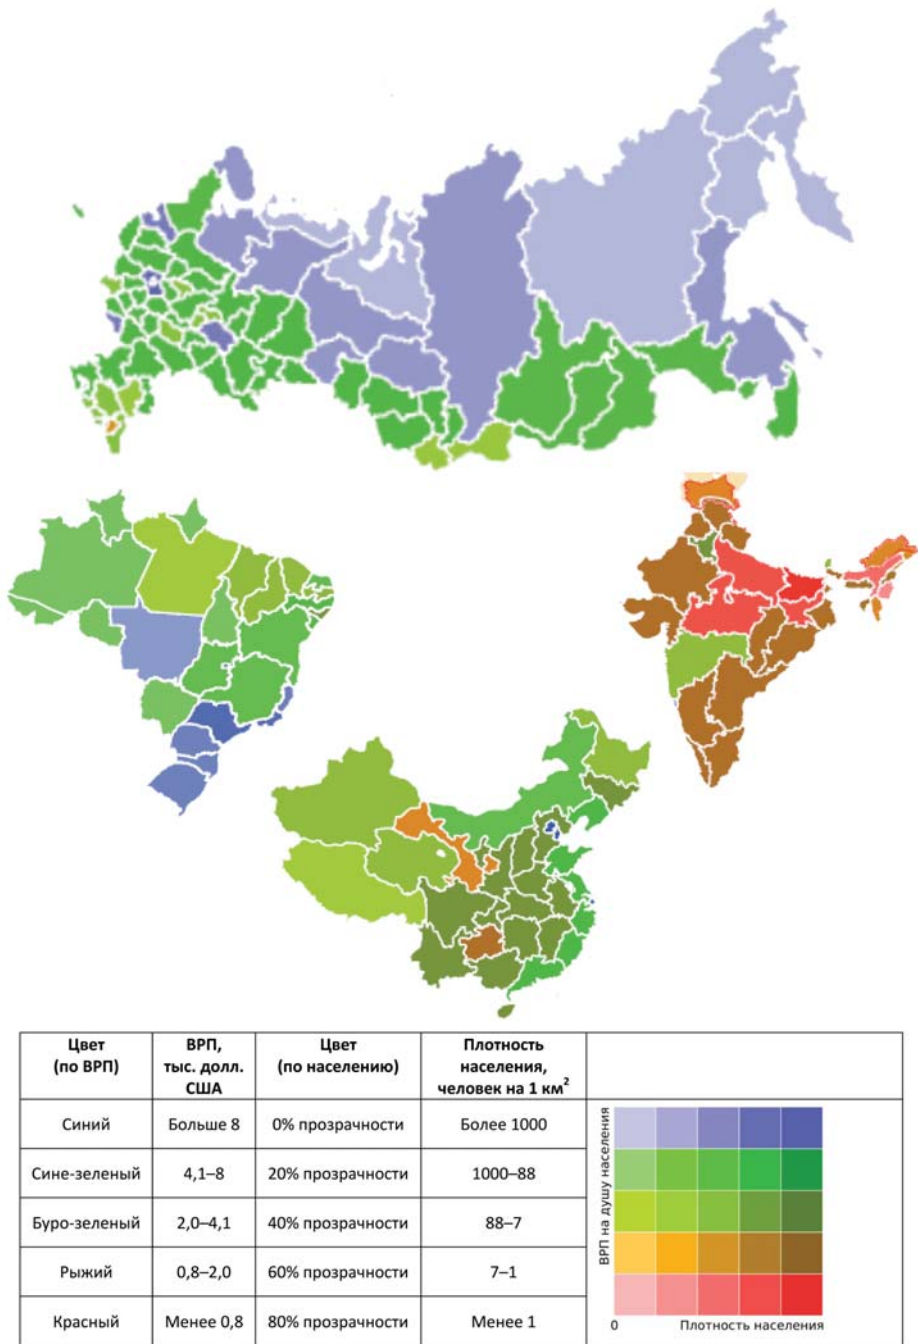 Цвет
(по ВРП)
ВРП,
тыс. долл.
США
Цвет
(по населению)
Плотность
населения,
человек на 1 км²
Синий
Больше 8
0% прозрачности
Более 1000
Сине-зеленый
4,1–8
20% прозрачности
1000–88
Буро-зеленый
2,0–4,1
40% прозрачности
88–7
Рыжий
0,8–2,0
60% прозрачности
7–1
Красный
Менее 0,8
80% прозрачности
Менее 1
ВРП на душу населения
0
Плотность населения